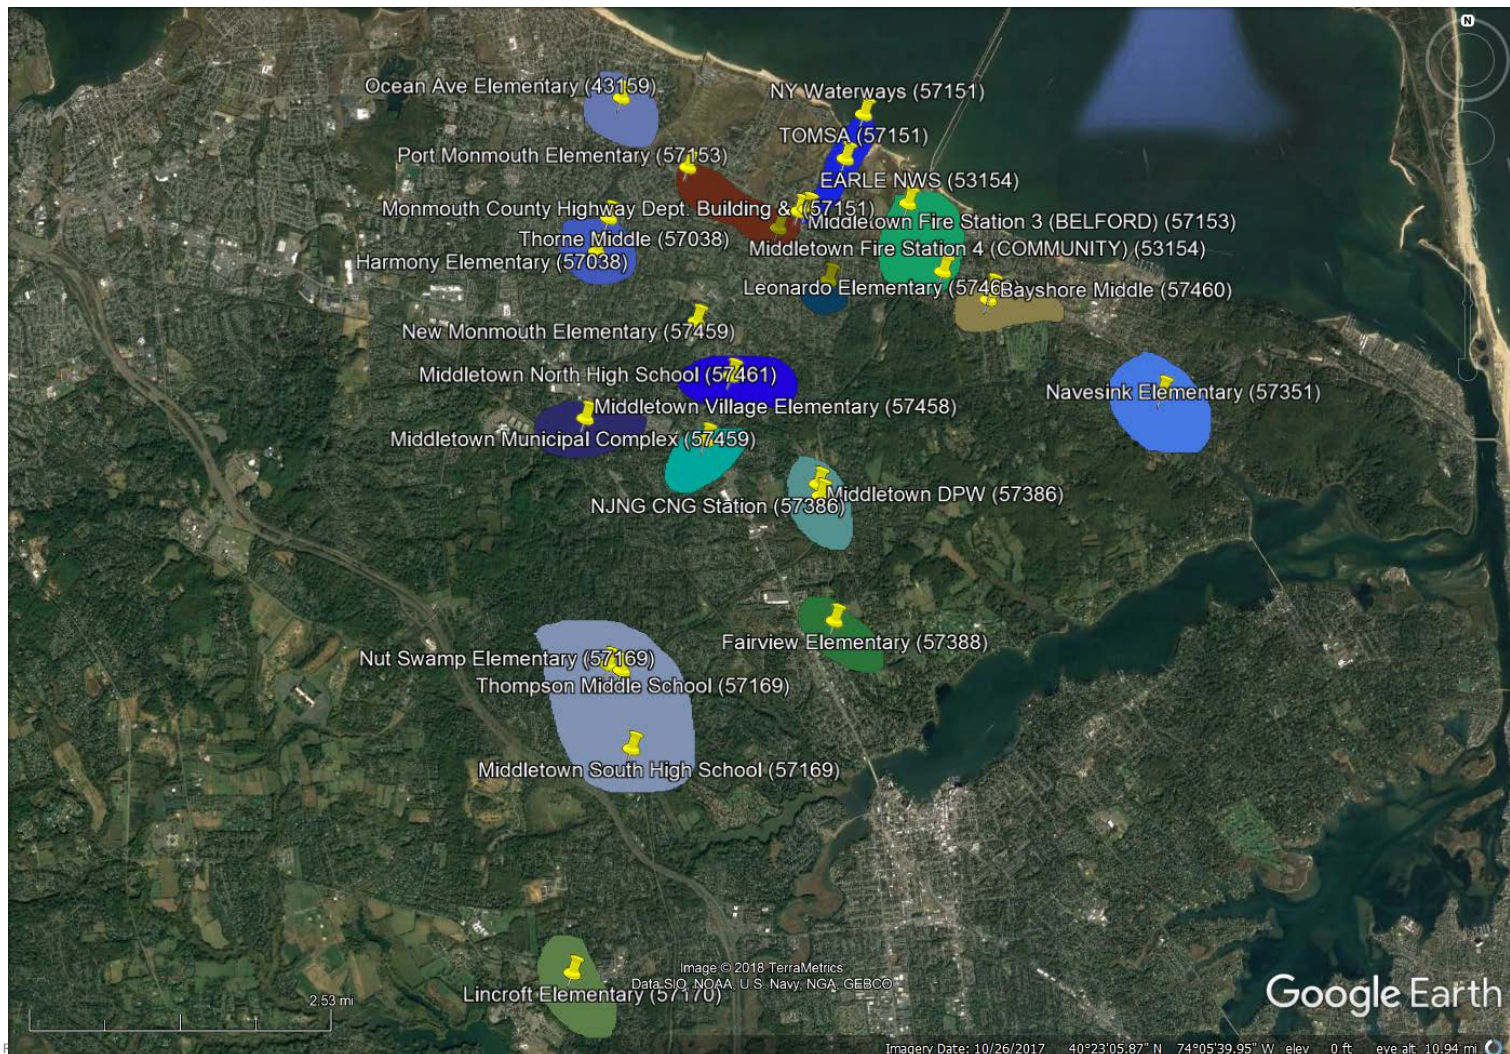 N
Ocean Ave Elementary (43159)
NY Waterways (57151)
TOMSA (57151)
Port Monmouth Elementary (57153)
EARLE NWS (53154)
Monmouth County Highway Dept. Building & (57151)
Middletown Fire Station 3 (BELFORD) (57153)
Thorne Middle (57038)
Middletown Fire Station 4 (COMMUNITY) (53154)
Harmony Elementary (57038)
Leonardo Elementary (5746
Bayshore Middle (57460)
New Monmouth Elementary (57459)
Middletown North High School (57461)
Navesink Elementary (57351)
Middletown Village Elementary (57458)
Middletown Municipal Complex (57459)
Middletown DPW (57386)
NJNG CNG Station (57386)
Fairview Elementary (57388)
Nut Swamp Elementary (57169)
Thompson Middle School (57169)
Middletown South High School (57169)
Image © 2018 TerraMetrics
Data SIO, NOAA, U.S. Navy, NGA, GEBCO
Lincroft Elementary (57170)
2.53 mi
Google Earth
Imagery Date: 10/26/2017 40°23'05.87" N 74°05'39.95" W elev 0 ft eye alt 10.94 mi